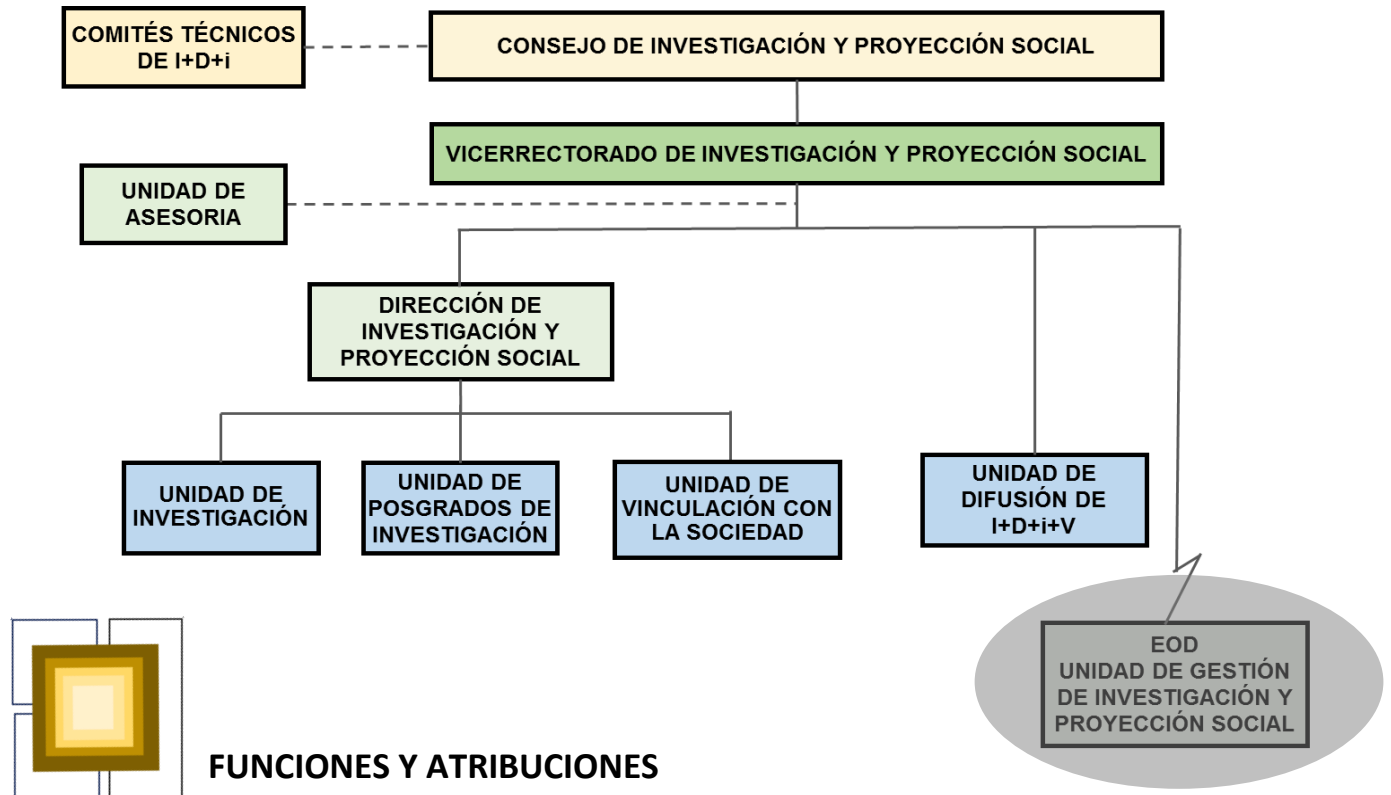 COMITÉS TÉCNICOS
DE I+D+i
CONSEJO DE INVESTIGACIÓN Y PROYECCIÓN SOCIAL
VICERRECTORADO DE INVESTIGACIÓN Y PROYECCIÓN SOCIAL
UNIDAD DE
ASESORIA
DIRECCIÓN DE
INVESTIGACIÓN Y
PROYECCIÓN SOCIAL
UNIDAD DE
INVESTIGACIÓN
UNIDAD DE
POSGRADOS DE
INVESTIGACIÓN
UNIDAD DE
VINCULACIÓN CON
LA SOCIEDAD
UNIDAD DE
DIFUSIÓN DE
I+D+i+V
EOD
UNIDAD DE GESTIÓN
DE INVESTIGACIÓN Y
PROYECCIÓN SOCIAL
FUNCIONES Y ATRIBUCIONES